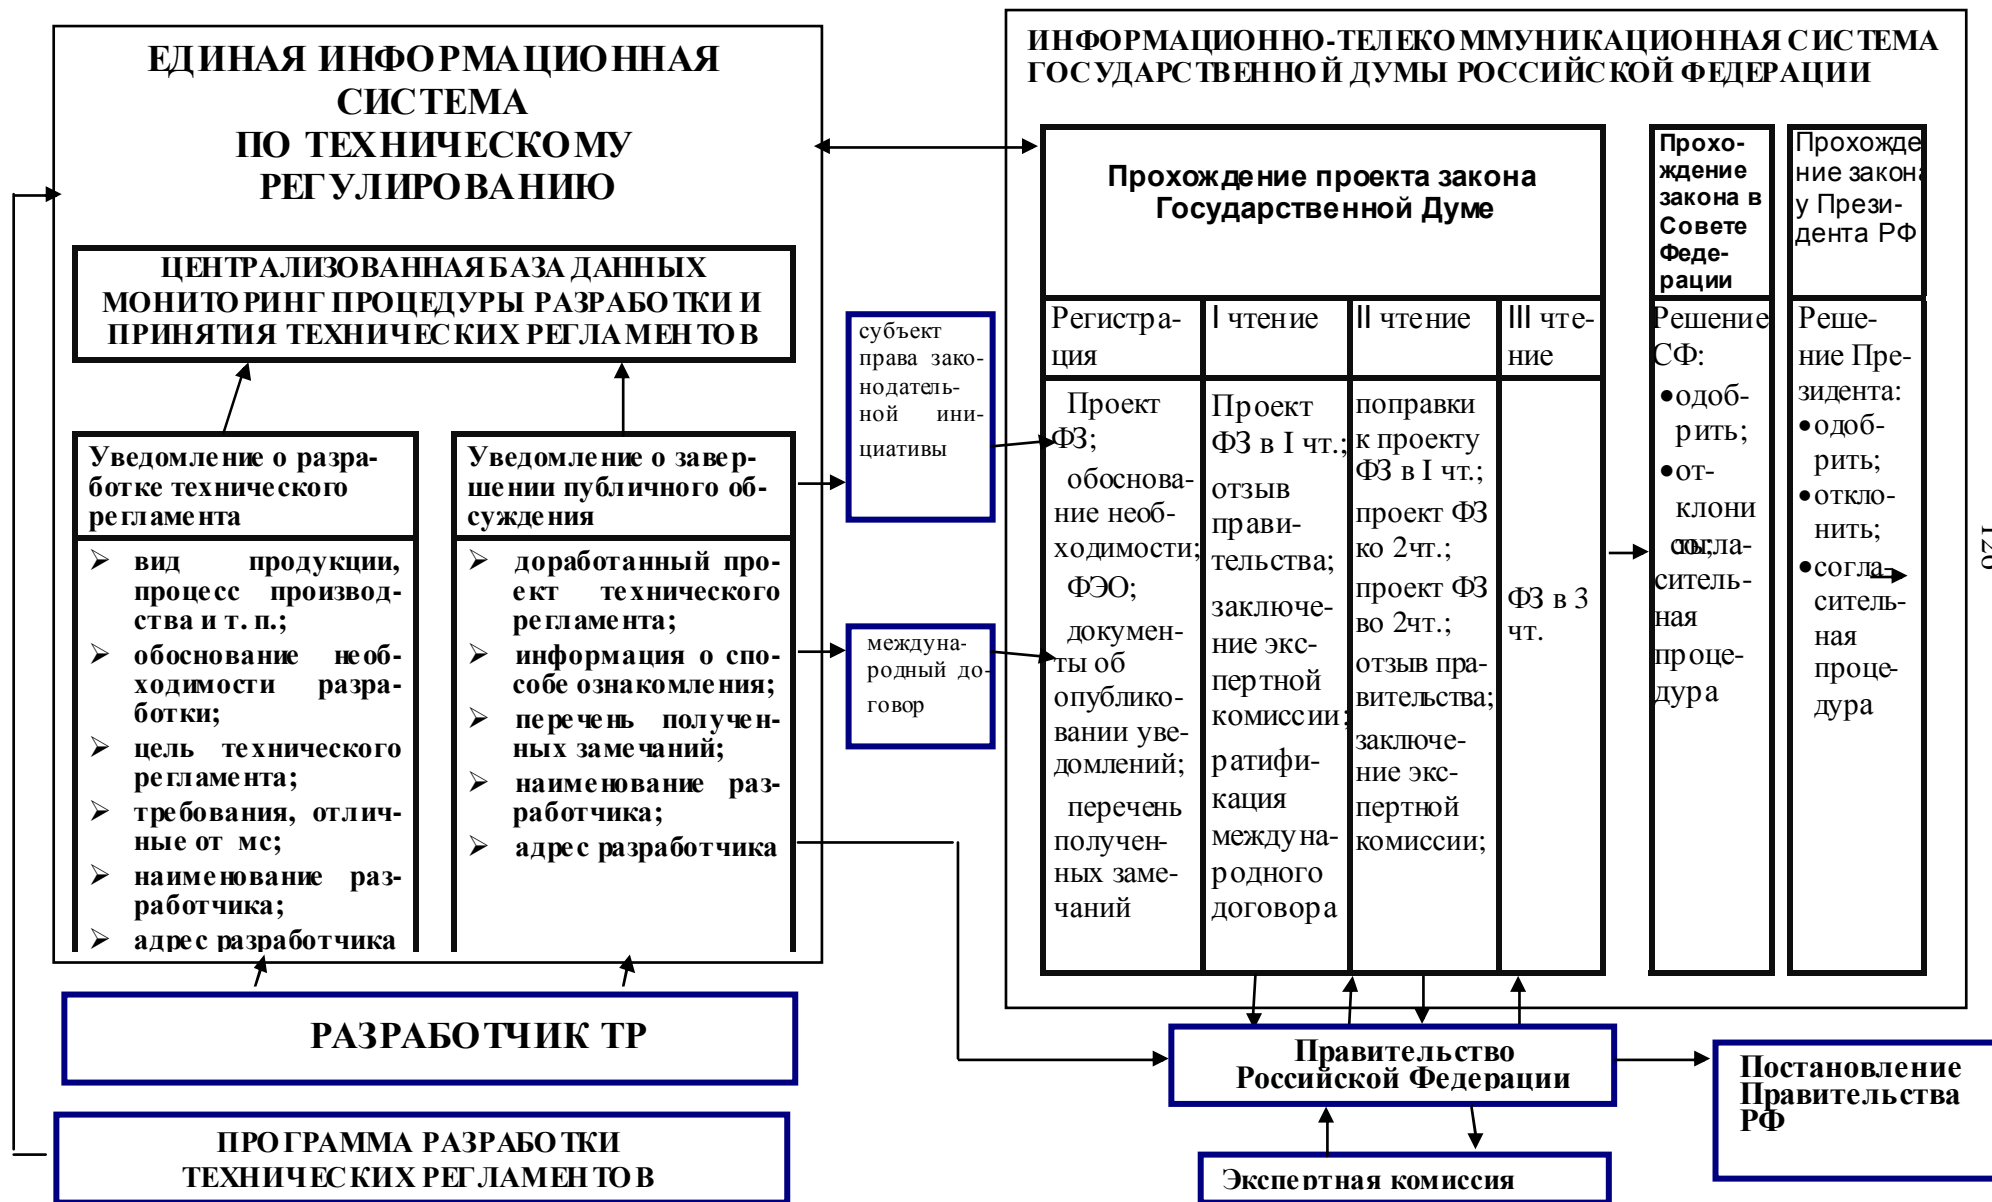 ЕДИНАЯ ИНФОРМАЦИОННАЯ
СИСТЕМА
ПО ТЕХНИЧЕСКОМУ
РЕГУЛИРОВАНИЮ
ЦЕНТРАЛИЗОВАННАЯ БАЗА ДАННЫХ
МОНИТОРИНГ ПРОЦЕДУРЫ РАЗРАБОТКИ И
ПРИНЯТИЯ ТЕХНИЧЕСКИХ РЕГЛАМЕНТОВ
Уведомление о разра-
ботке технического
регламента
вид продукции,
процесс производ-
ства и т. п.;
обоснование необ-
ходимости разра-
ботки;
цель технического
регламента;
требования, отлич-
ные от мс;
наименование раз-
работчика;
адрес разработчика
Уведомление о завер-
шении публичного об-
суждения
доработанный про-
ект технического
регламента;
информация о спо-
собе ознакомления;
перечень получен-
ных замечаний;
наименование раз-
работчика;
адрес разработчика
РАЗРАБОТЧИК ТР
ПРОГРАММА РАЗРАБОТКИ
ТЕХНИЧЕСКИХ РЕГЛАМЕНТОВ
субъект
права зако-
нодатель-
ной ини-
циативы
междуна-
родный до-
говор
ИНФОРМАЦИОННО-ТЕЛЕКОММУНИКАЦИОННАЯ СИСТЕМА
ГОСУДАРСТВЕННОЙ ДУМЫ РОССИЙСКОЙ ФЕДЕРАЦИИ
Прохождение проекта закона
Государственной Думе
Регистра-
ция
Проект
ФЗ;
обоснова-
ние необ-
ходимости;
ФЭО;
докумен-
ты об
опублико-
вании уве-
домлений;
перечень
получен-
ных заме-
чаний
I чтение
Проект
ФЗ в I чт.;
отзыв
прави-
тельства;
заключе-
ние экс-
пертной
комиссии;
ратифи-
кация
междуна-
родного
договора
II чтение
поправки
к проекту
ФЗ в I чт.;
проект ФЗ
ко 2чт.;
проект ФЗ
во 2чт.;
отзыв пра-
вительства;
заключе-
ние экс-
пертной
комиссии;
III чте-
ние
ФЗ в 3
чт.
Прохо-
ждение
закона в
Совете
Феде-
рации
Решение
СФ:
•одоб-
рить;
•от-
клони
ть;
согла-
ситель-
ная
проце-
дура
Прохожде
ние закона
у Прези-
дента РФ
Реше-
ние Пре-
зидента:
•одоб-
рить;
•откло-
нить;
•согла-
ситель-
ная
проце-
дура
Правительство
Российской Федерации
Экспертная комиссия
Постановление
Правительства
РФ